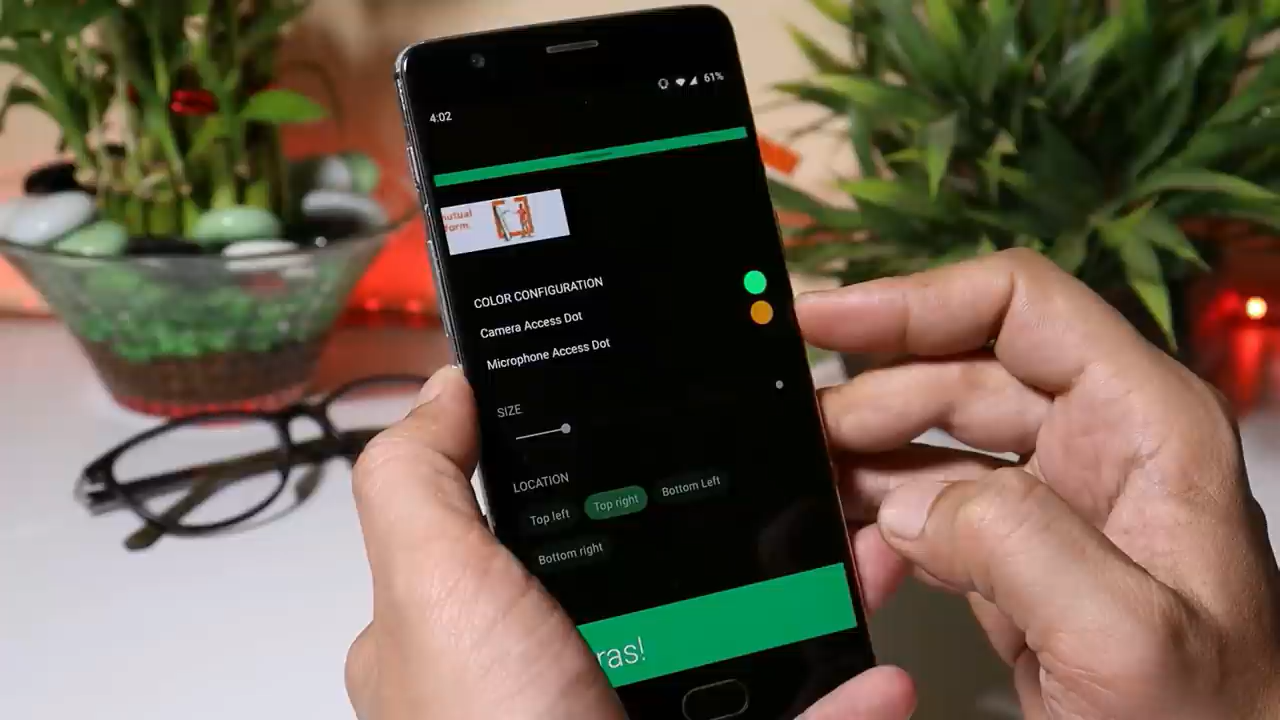 4:02
61%
COLOR CONFIGURATION
Camera Access Dot
Microphone Access Dot
SIZE
LOCATION
Top left Top right Bottom Left
Bottom right
ras!